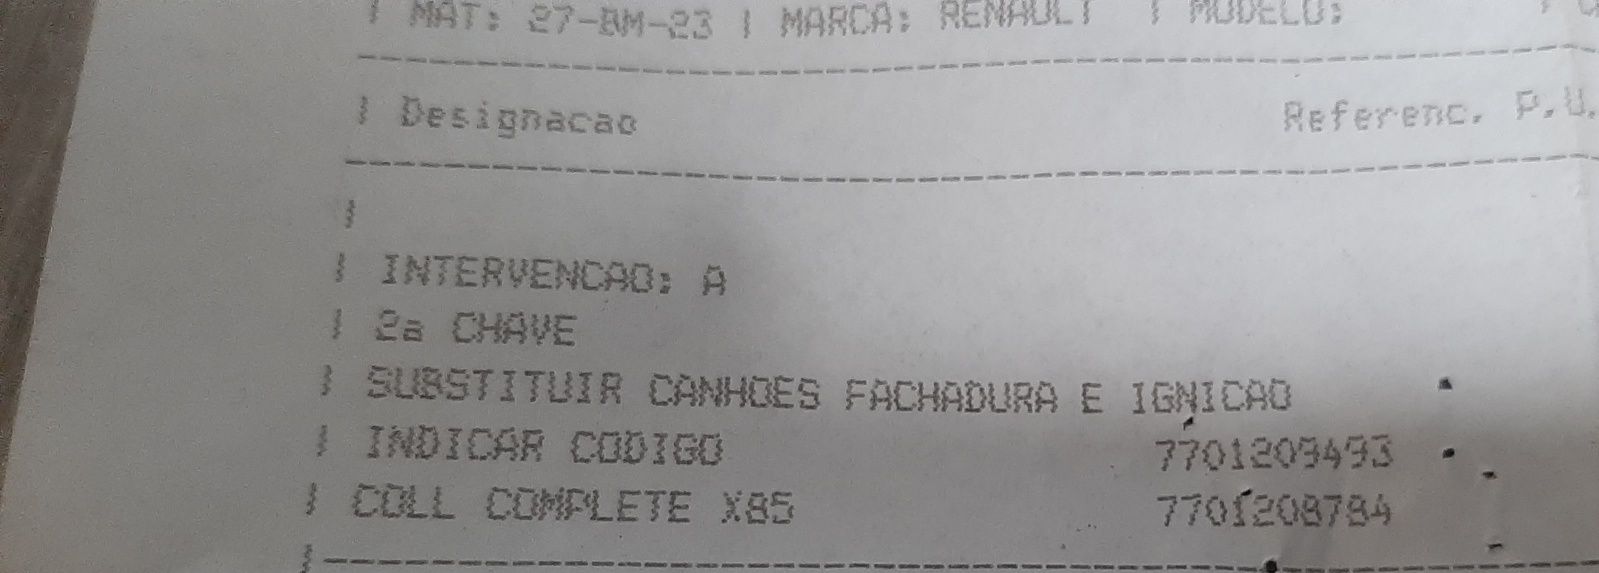 | MAT: 27-BM-23 | MARCA: RENAULT | MODELO: |
| Designacao Referenc. P.U.
|
| INTERVENCAO: A
| 2a CHAVE
| SUBSTITUIR CANHOES FACHADURA E IGNICAO
| INDICAR CODIGO 7701209493
| COLL COMPLETE X85 7701208784